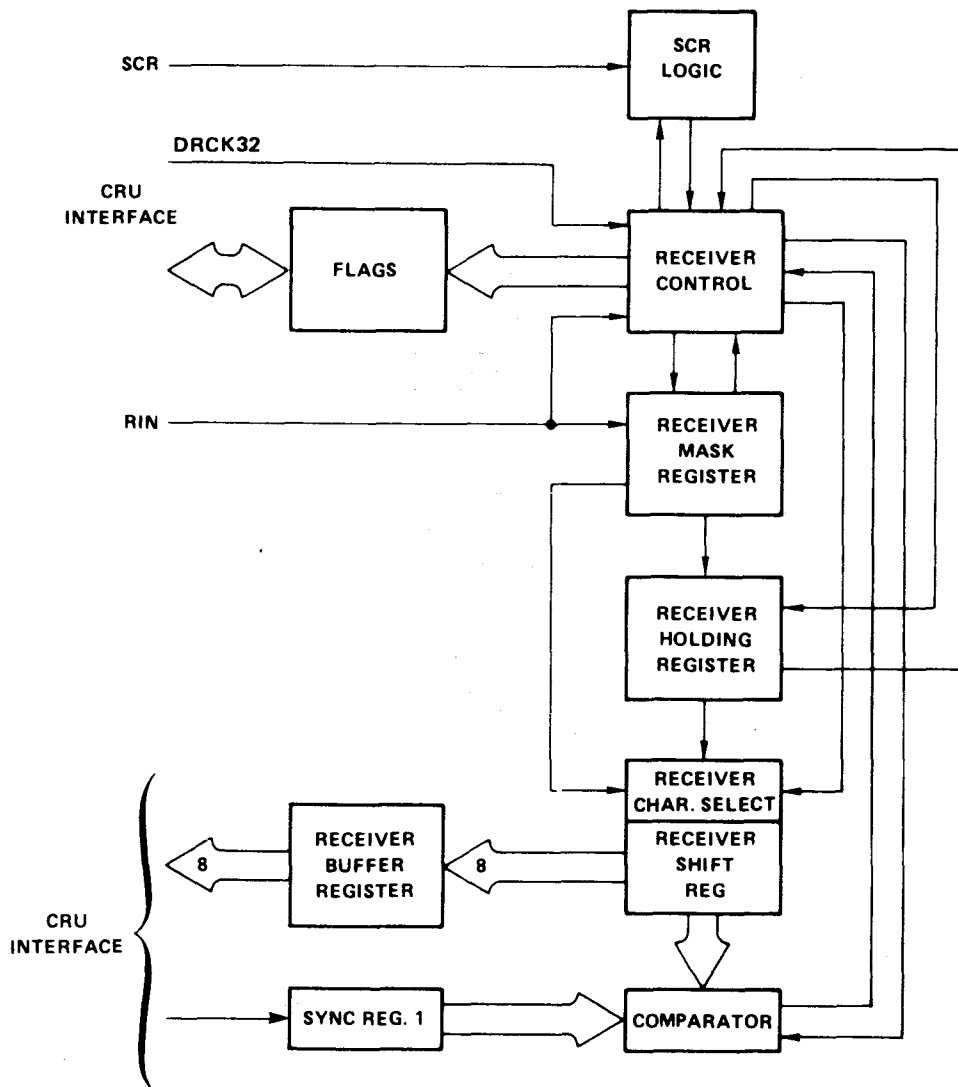 SCR
SCR
LOGIC
DRCK32
CRU
INTERFACE
FLAGS
RECEIVER
CONTROL
RIN
RECEIVER
MASK
REGISTER
RECEIVER
HOLDING
REGISTER
RECEIVER
CHAR. SELECT
RECEIVER
SHIFT
REG
8
RECEIVER
BUFFER
REGISTER
8
CRU
INTERFACE
SYNC REG. 1
COMPARATOR